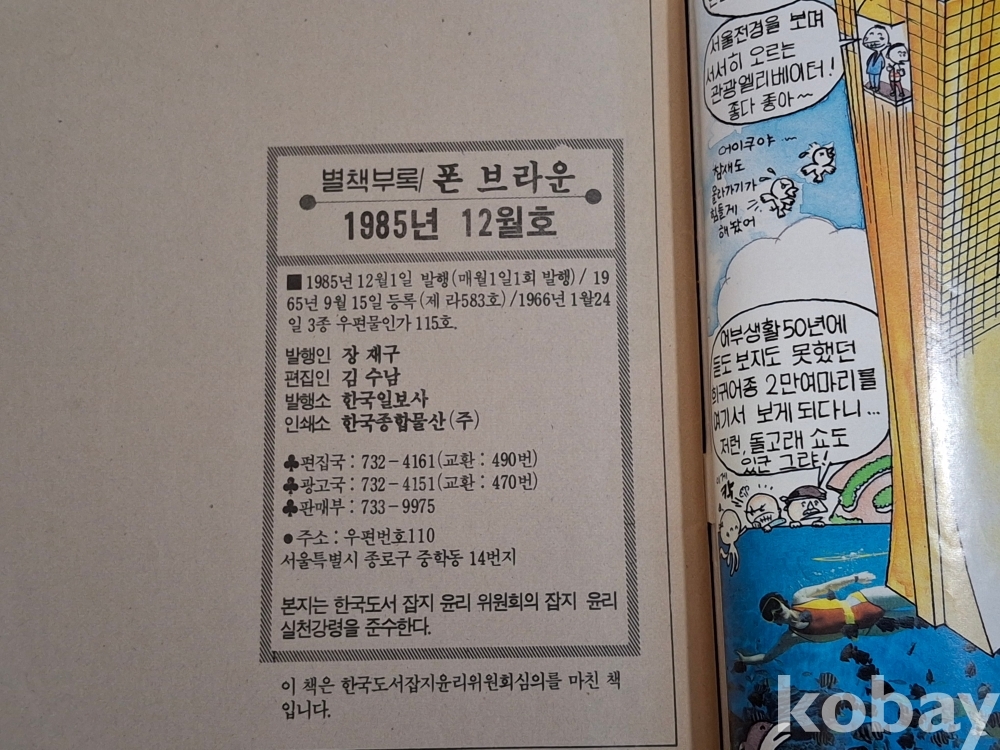 별책부록/폰 브라운
1985년 12월호
■1985년 12월1일 발행(매월1일1회 발행)/19
65년 9월 15일 등록(제 라583호)/1966년 1월24
일 3종 우편물인가 115호.
발행인 장재구
편집인 김수남
발행소 한국일보사
인쇄소 한국종합물산(주)
♣편집국: 732-4161(교환: 490번)
♣광고국: 732-4151(교환: 470번)
♣판매부: 733-9975
●주소: 우편번호110
서울특별시 종로구 중학동 14번지
본지는 한국도서 잡지 윤리 위원회의 잡지 윤리
실천강령을 준수한다.
이 책은 한국도서잡지윤리위원회심의를 마친 책
입니다.
서울전경을 보며
서서히 오르는
관광엘리베이터!
좋다 좋아~
어이쿠야…
참새도
올라가기가
힘들게
해놨어
어부생활50년에
듣도 보지도 못했던
희귀어종 2만여마리를
여기서 보게 되다니…
저런, 돌고래 쇼도
있군 그랴!
kobay